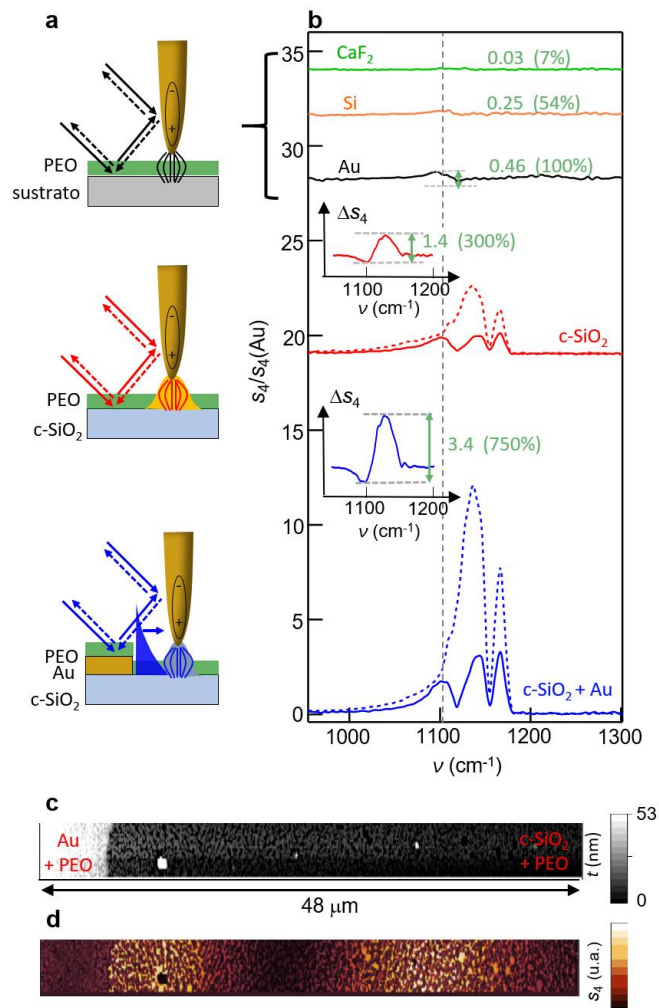 a
PEO
sustrato
PEO
c-SiO₂
PEO
Au
c-SiO₂
b
35
30
25
20
15
10
5
0
s₄/s₄(Au)
CaF₂
0.03 (7%)
Si
0.25 (54%)
Au
0.46 (100%)
Δs₄
1.4 (300%)
1100 1200
ν (cm⁻¹)
c-SiO₂
Δs₄
3.4 (750%)
1100 1200
ν (cm⁻¹)
c-SiO₂ + Au
1000 1100 1200 1300
ν (cm⁻¹)
c
Au
+ PEO
c-SiO₂
+ PEO
53
t (nm)
0
48 μm
d
s₄ (u.a.)